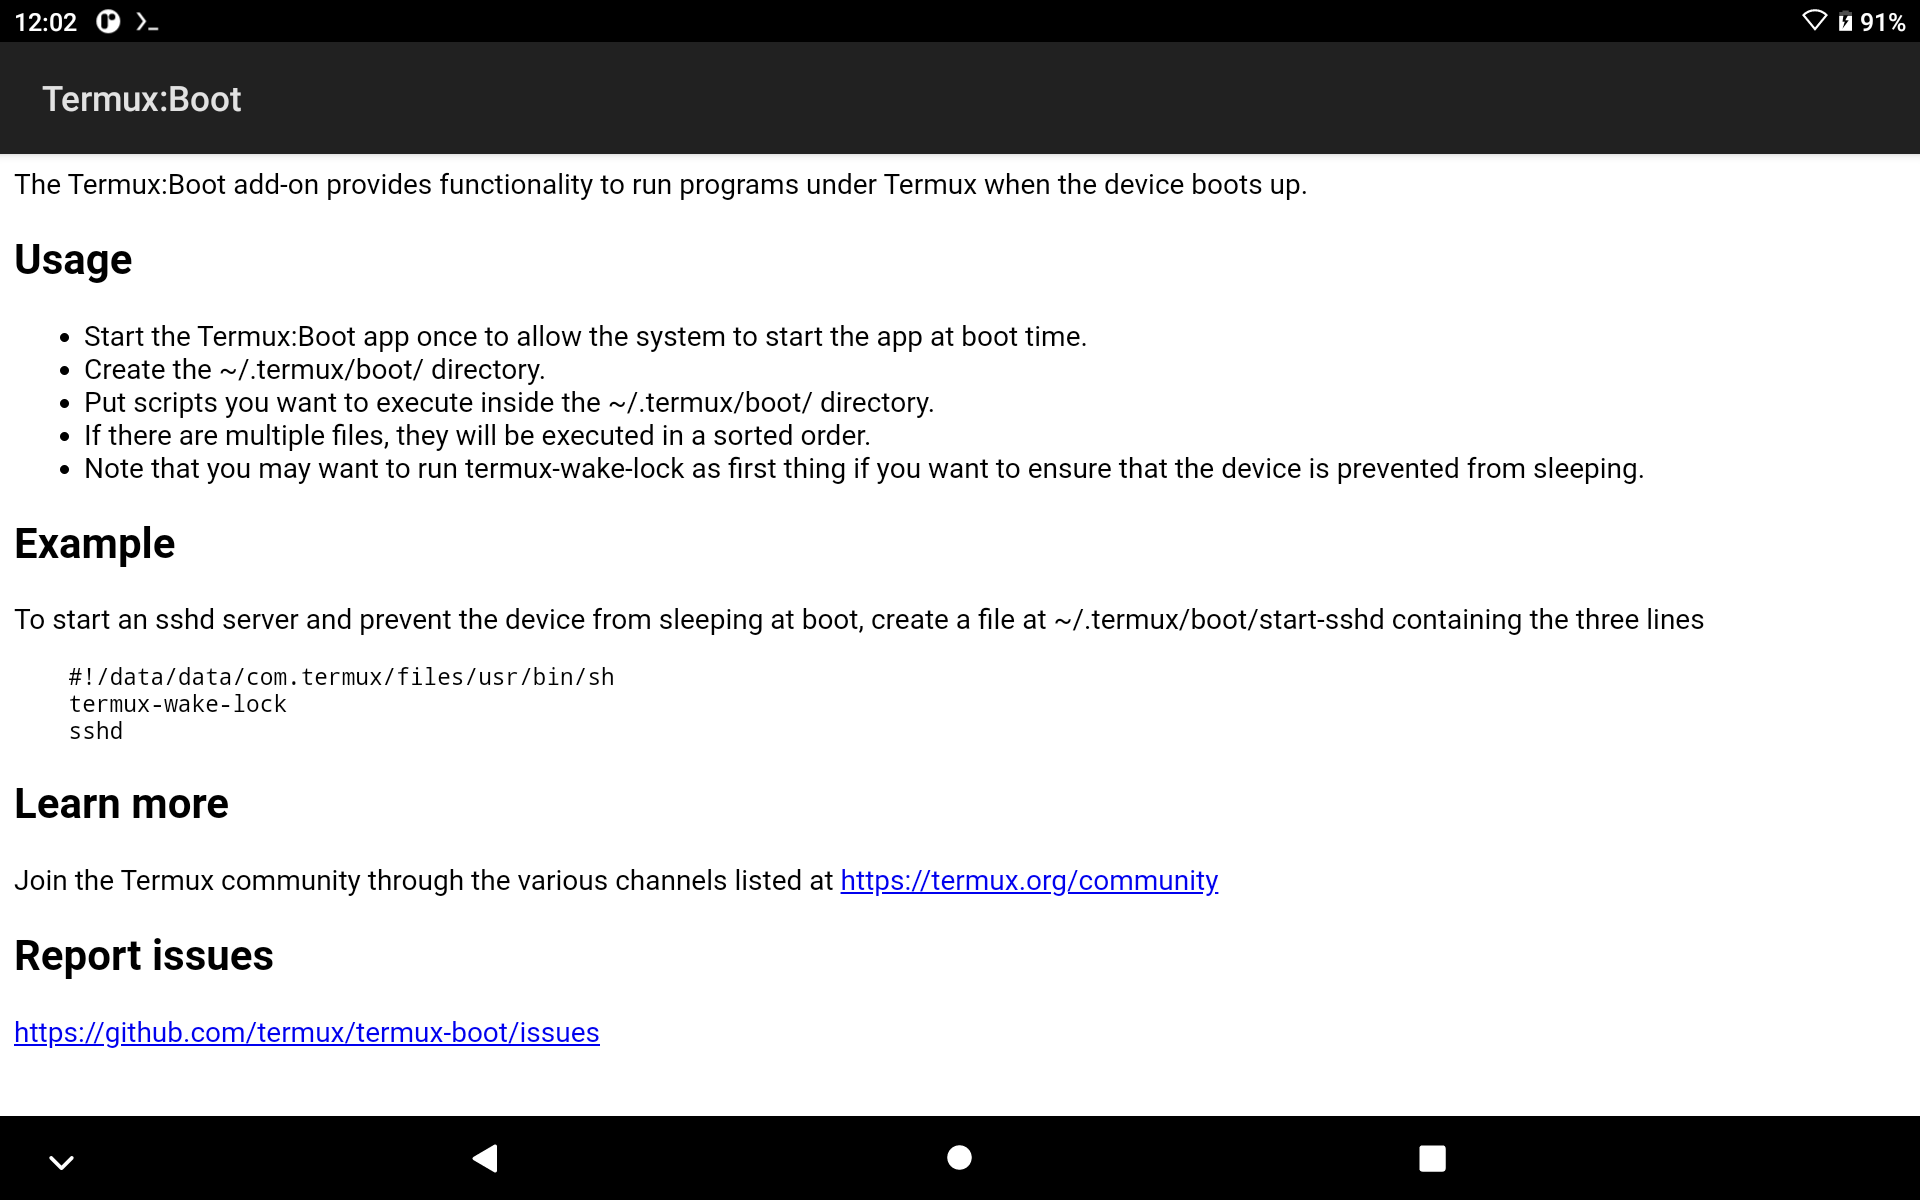 12:02
91%
Termux:Boot
The Termux:Boot add-on provides functionality to run programs under Termux when the device boots up.
Usage
• Start the Termux:Boot app once to allow the system to start the app at boot time.
• Create the ~/.termux/boot/ directory.
• Put scripts you want to execute inside the ~/.termux/boot/ directory.
• If there are multiple files, they will be executed in a sorted order.
• Note that you may want to run termux-wake-lock as first thing if you want to ensure that the device is prevented from sleeping.
Example
To start an sshd server and prevent the device from sleeping at boot, create a file at ~/.termux/boot/start-sshd containing the three lines
#!/data/data/com.termux/files/usr/bin/sh
termux-wake-lock
sshd
Learn more
Join the Termux community through the various channels listed at https://termux.org/community
Report issues
https://github.com/termux/termux-boot/issues